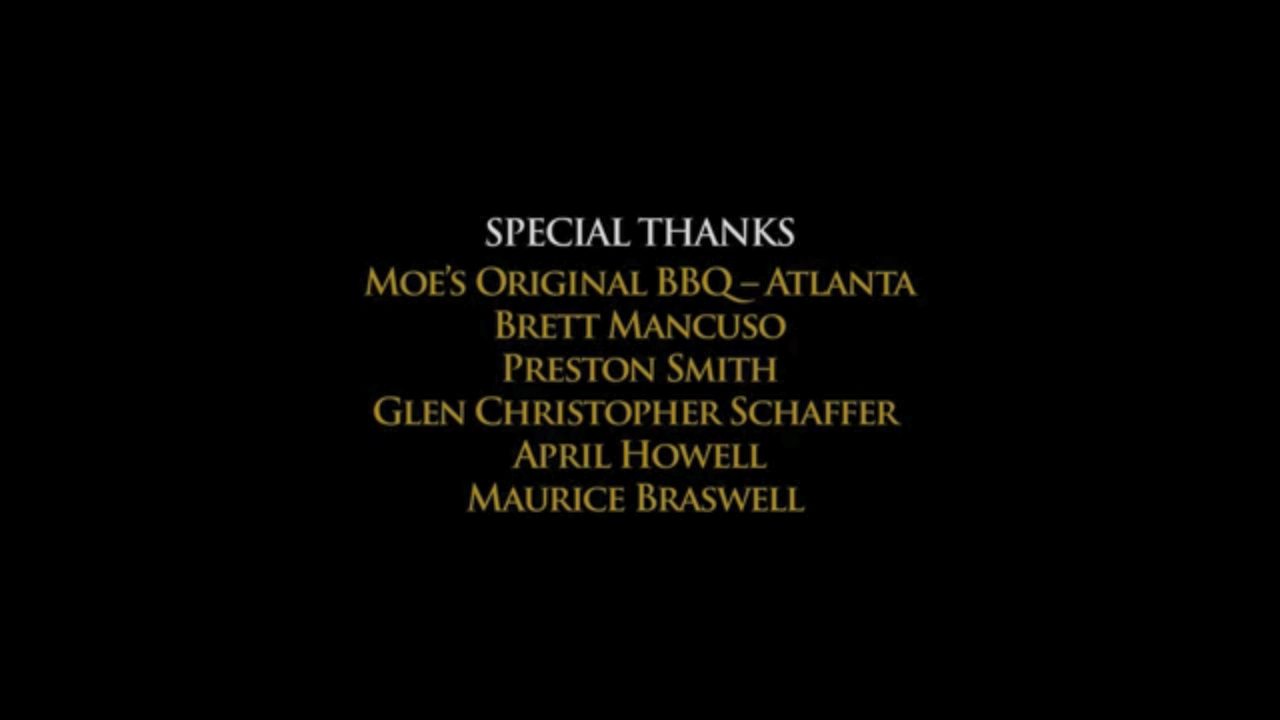 SPECIAL THANKS
MOE'S ORIGINAL BBQ – ATLANTA
BRETT MANCUSO
PRESTON SMITH
GLEN CHRISTOPHER SCHAFFER
APRIL HOWELL
MAURICE BRASWELL